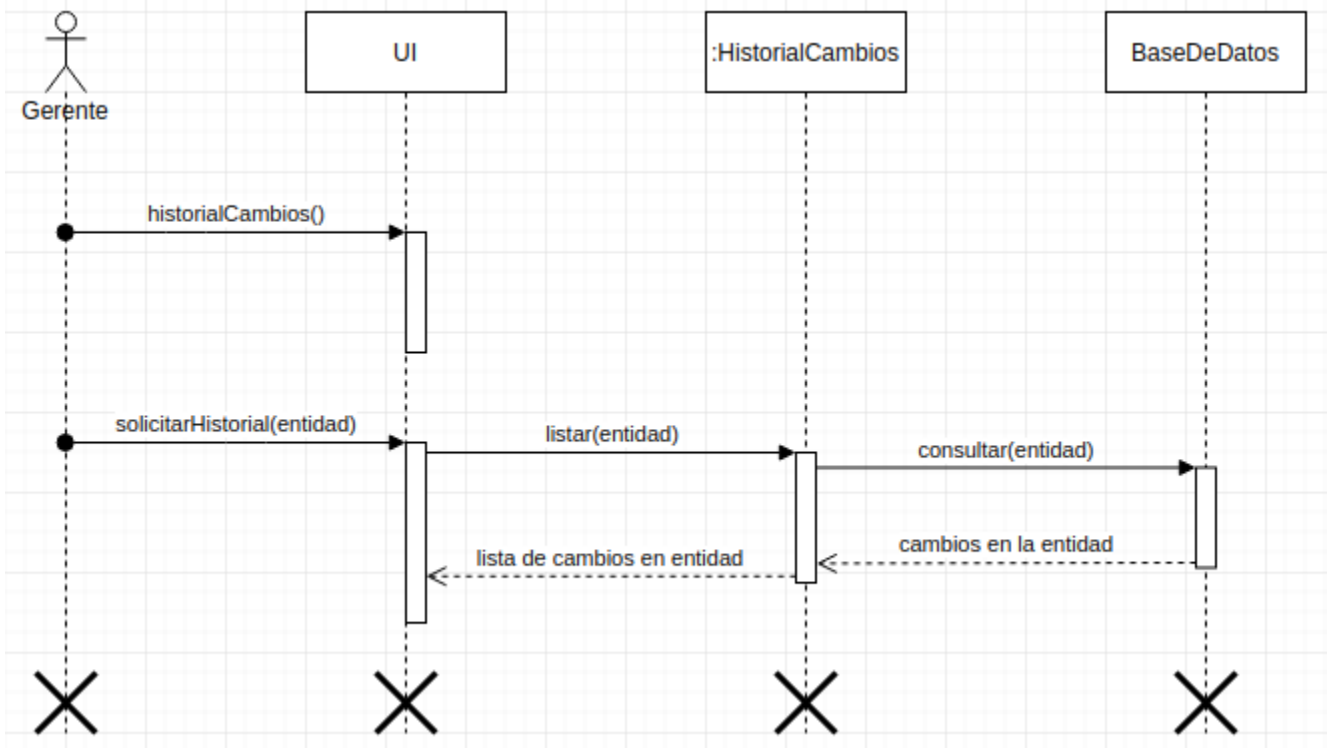 UI
:HistorialCambios
BaseDeDatos
Gerente
historialCambios()
solicitarHistorial(entidad)
listar(entidad)
consultar(entidad)
cambios en la entidad
lista de cambios en entidad